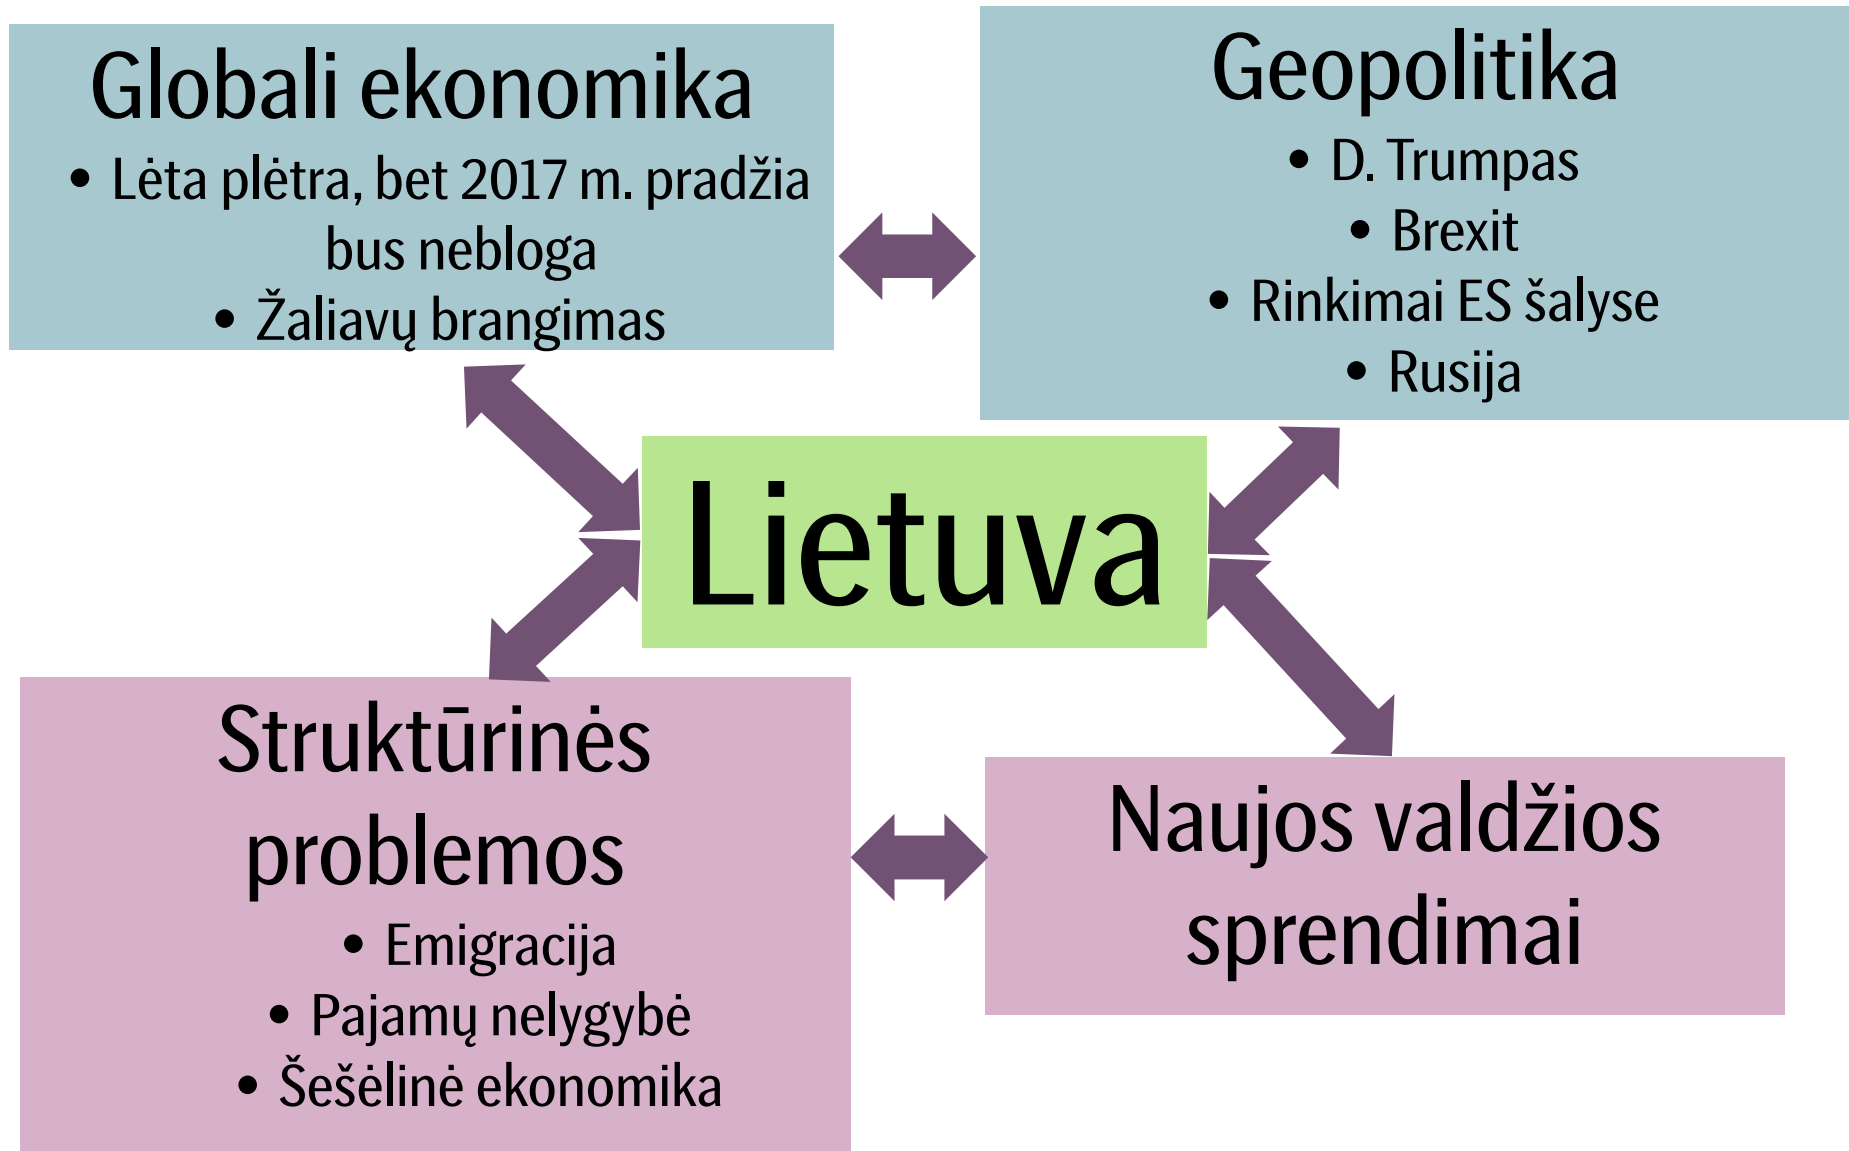 Globali ekonomika
• Lėta plėtra, bet 2017 m. pradžia
bus nebloga
• Žaliavų brangimas
Geopolitika
• D. Trumpas
• Brexit
• Rinkimai ES šalyse
• Rusija
Lietuva
Struktūrinės
problemos
• Emigracija
• Pajamų nelygybė
• Šešėlinė ekonomika
Naujos valdžios
sprendimai